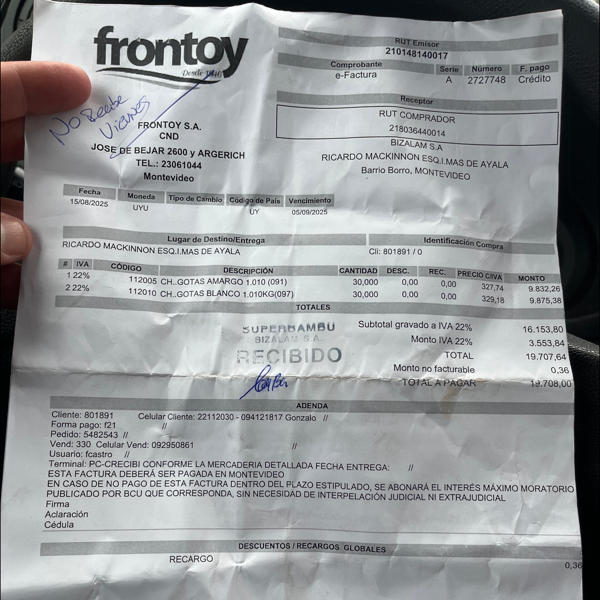 frontoy
Desde 1940
No Recibe
Viernes
FRONTOY S.A.
CND
JOSE DE BEJAR 2600 y ARGERICH
TEL.: 23061044
Montevideo
RUT Emisor
210148140017
Comprobante Serie Número F. pago
e-Factura A 2727748 Crédito
Receptor
RUT COMPRADOR
218036440014
BIZALAM S.A
RICARDO MACKINNON ESQ.I.MAS DE AYALA
Barrio Borro, MONTEVIDEO
Fecha Moneda Tipo de Cambio Código de País Vencimiento
15/08/2025 UYU UY 05/09/2025
Lugar de Destino/Entrega Identificación Compra
RICARDO MACKINNON ESQ.I.MAS DE AYALA Cli: 801891 / 0
# IVA CÓDIGO DESCRIPCIÓN CANTIDAD DESC. REC. PRECIO C/IVA MONTO
1 22% 112005 CH..GOTAS AMARGO 1.010 (091) 30,000 0,00 0,00 327,74 9.832,26
2 22% 112010 CH..GOTAS BLANCO 1.010KG(097) 30,000 0,00 0,00 329,18 9.875,38
TOTALES
SUPERBAMBU
BIZALAM S.A.
RECIBIDO
Subtotal gravado a IVA 22% 16.153,80
Monto IVA 22% 3.553,84
TOTAL 19.707,64
Monto no facturable 0,36
TOTAL A PAGAR 19.708,00
ADENDA
Cliente: 801891 Celular Cliente: 22112030 - 094121817 Gonzalo //
Forma pago: f21 //
Pedido: 5482543 //
Vend: 330 Celular Vend: 092950861 //
Usuario: fcastro //
Terminal: PC-CRECIBI CONFORME LA MERCADERIA DETALLADA FECHA ENTREGA: //
ESTA FACTURA DEBERÁ SER PAGADA EN MONTEVIDEO
EN CASO DE NO PAGO DE ESTA FACTURA DENTRO DEL PLAZO ESTIPULADO, SE ABONARÁ EL INTERÉS MÁXIMO MORATORIO
PUBLICADO POR BCU QUE CORRESPONDA, SIN NECESIDAD DE INTERPELACIÓN JUDICIAL NI EXTRAJUDICIAL
Firma
Aclaración
Cédula
DESCUENTOS / RECARGOS GLOBALES
RECARGO 0,36